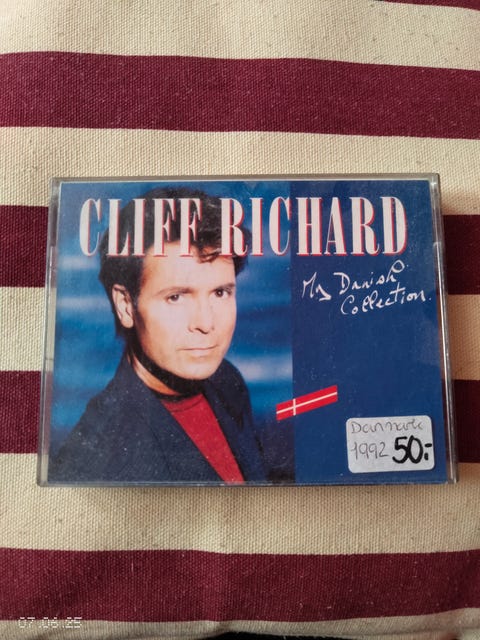 CLIFF RICHARD
My Danish
Collection.
Danmark
1992 50:-
07.06.25